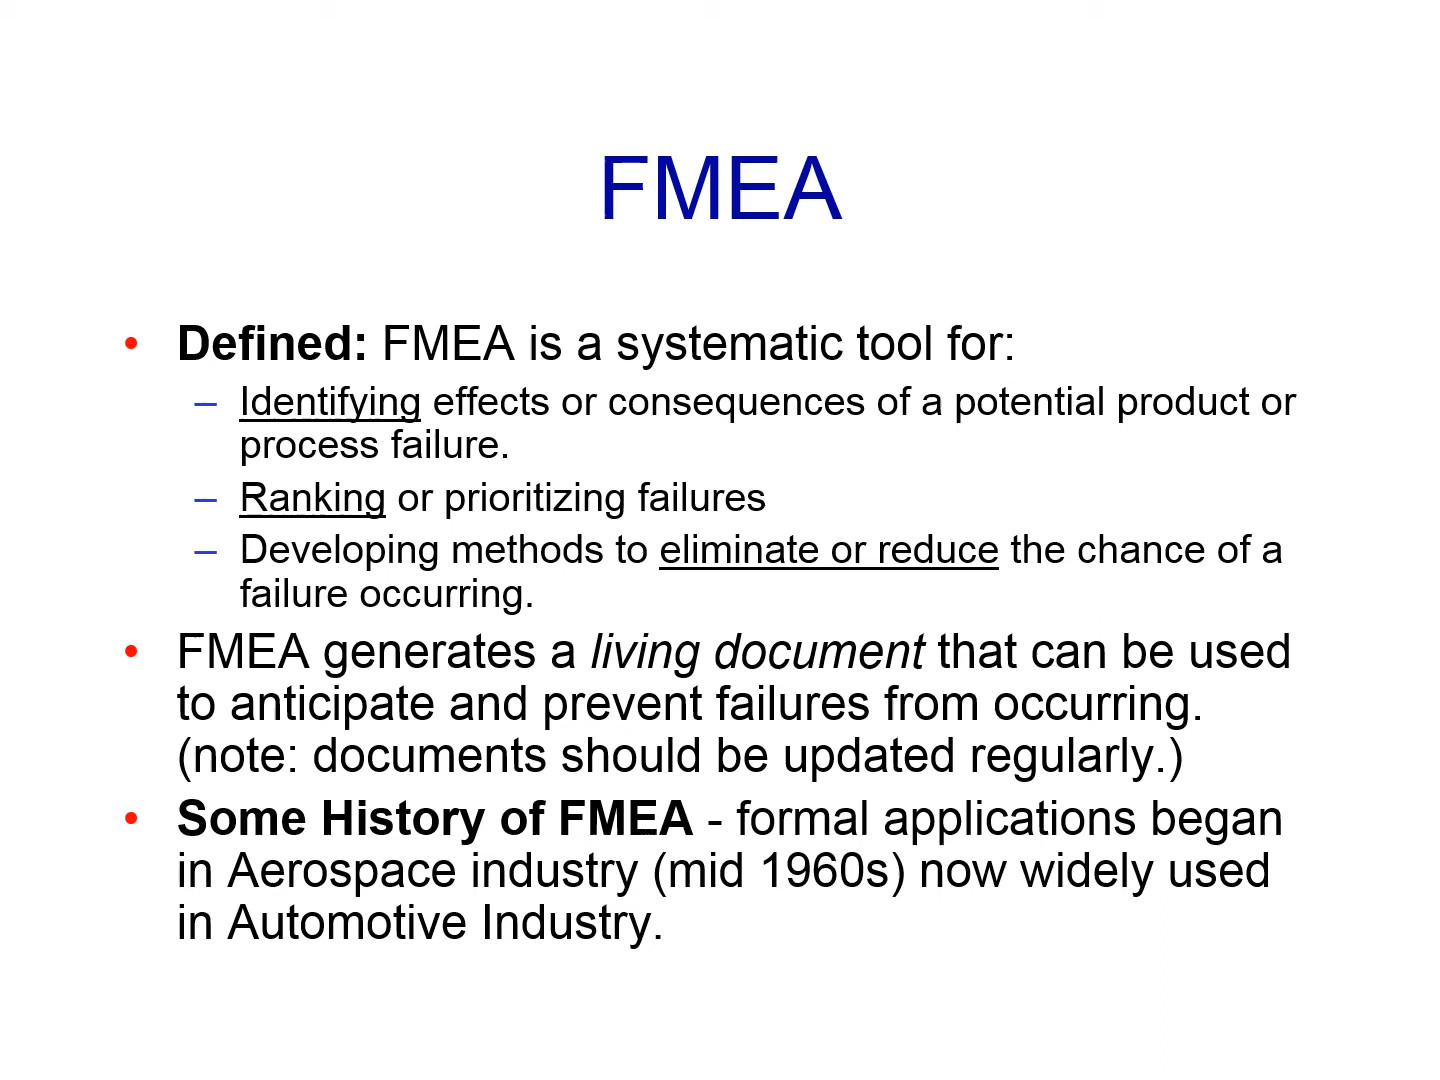 FMEA
• Defined: FMEA is a systematic tool for:
– Identifying effects or consequences of a potential product or
process failure.
– Ranking or prioritizing failures
– Developing methods to eliminate or reduce the chance of a
failure occurring.
• FMEA generates a living document that can be used
to anticipate and prevent failures from occurring.
(note: documents should be updated regularly.)
• Some History of FMEA - formal applications began
in Aerospace industry (mid 1960s) now widely used
in Automotive Industry.